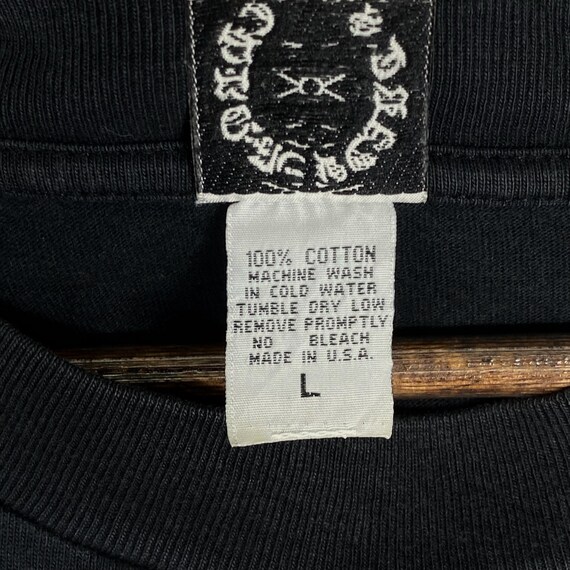 100% COTTON
MACHINE WASH
IN COLD WATER
TUMBLE DRY LOW
REMOVE PROMPTLY
NO BLEACH
MADE IN U.S.A.
L